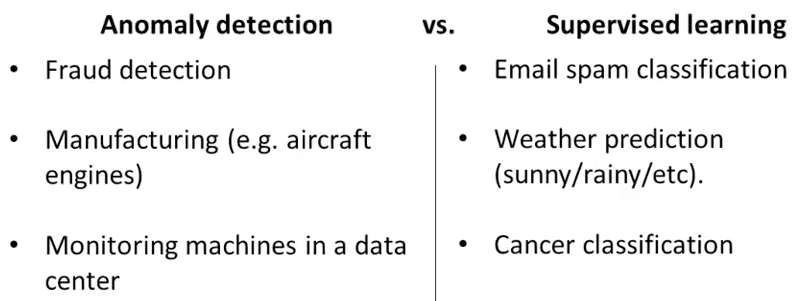 Anomaly detection vs. Supervised learning
• Fraud detection
• Manufacturing (e.g. aircraft
engines)
• Monitoring machines in a data
center
• Email spam classification
• Weather prediction
(sunny/rainy/etc).
• Cancer classification